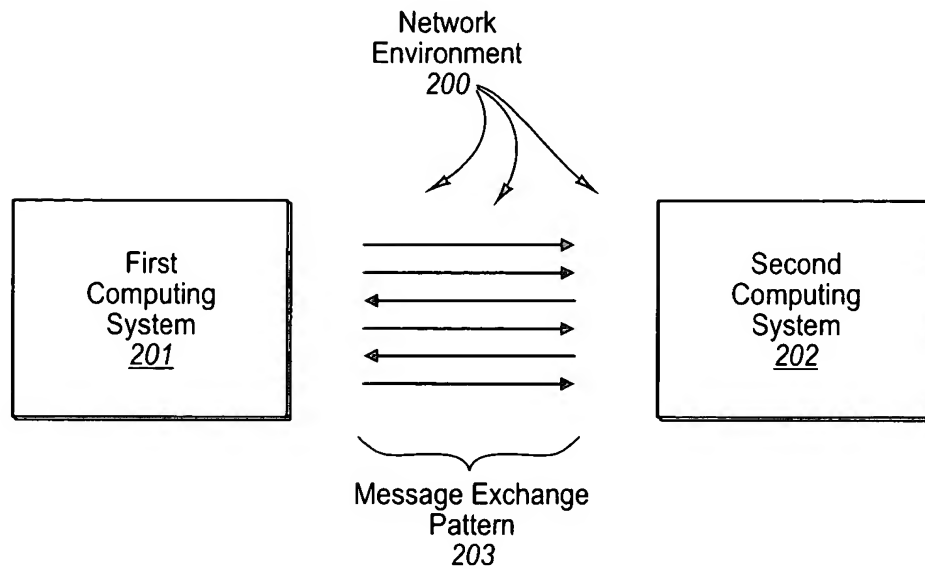 Network
Environment
200
First
Computing
System
201
Second
Computing
System
202
Message Exchange
Pattern
203